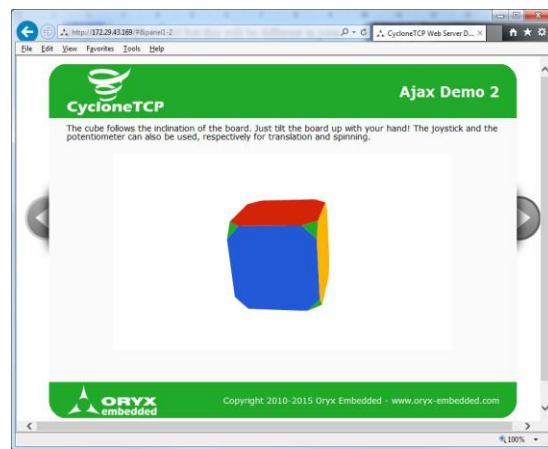 http://172.29.43.169/#&panel1-2
CycloneTCP Web Server D...
File Edit View Favorites Tools Help
CycloneTCP
Ajax Demo 2
The cube follows the inclination of the board. Just tilt the board up with your hand! The joystick and the
potentiometer can also be used, respectively for translation and spinning.
ORYX
embedded
Copyright 2010-2015 Oryx Embedded - www.oryx-embedded.com
100%